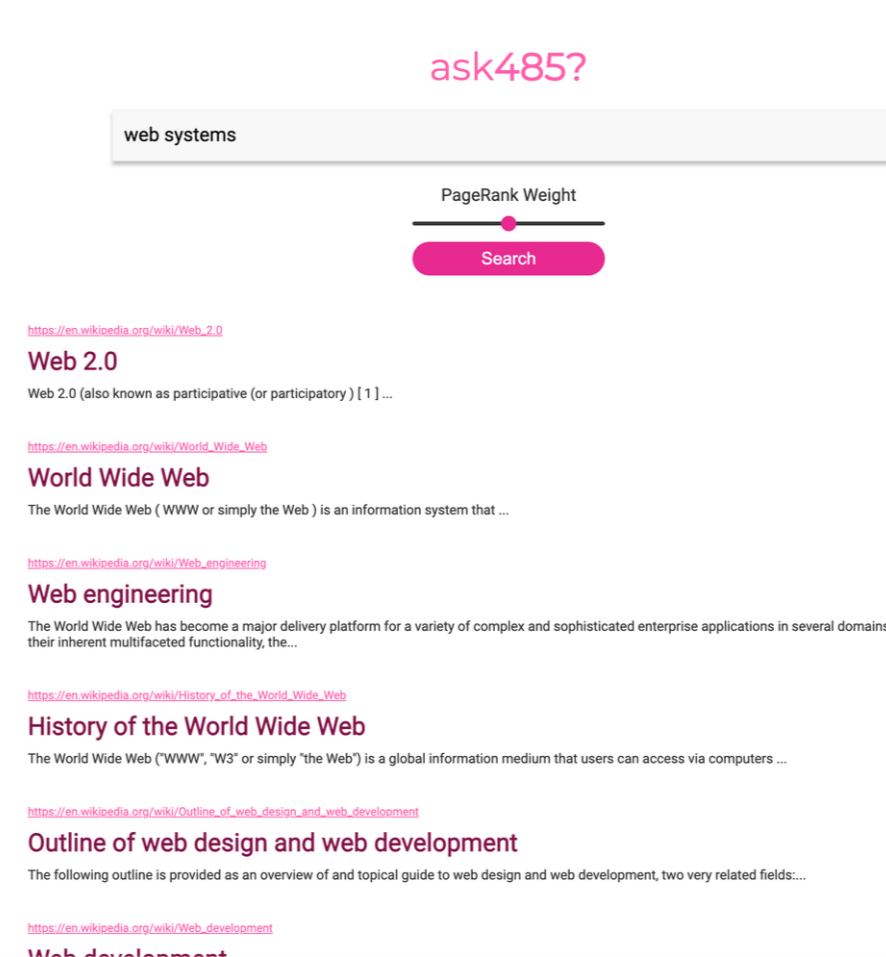 ask485?
web systems
PageRank Weight
Search
https://en.wikipedia.org/wiki/Web_2.0
Web 2.0
Web 2.0 (also known as participative (or participatory ) [ 1 ] ...
https://en.wikipedia.org/wiki/World_Wide_Web
World Wide Web
The World Wide Web ( WWW or simply the Web ) is an information system that ...
https://en.wikipedia.org/wiki/Web_engineering
Web engineering
The World Wide Web has become a major delivery platform for a variety of complex and sophisticated enterprise applications in several domains
their inherent multifaceted functionality, the...
https://en.wikipedia.org/wiki/History_of_the_World_Wide_Web
History of the World Wide Web
The World Wide Web ("WWW", "W3" or simply "the Web") is a global information medium that users can access via computers ...
https://en.wikipedia.org/wiki/Outline_of_web_design_and_web_development
Outline of web design and web development
The following outline is provided as an overview of and topical guide to web design and web development, two very related fields:...
https://en.wikipedia.org/wiki/Web_development
Web development